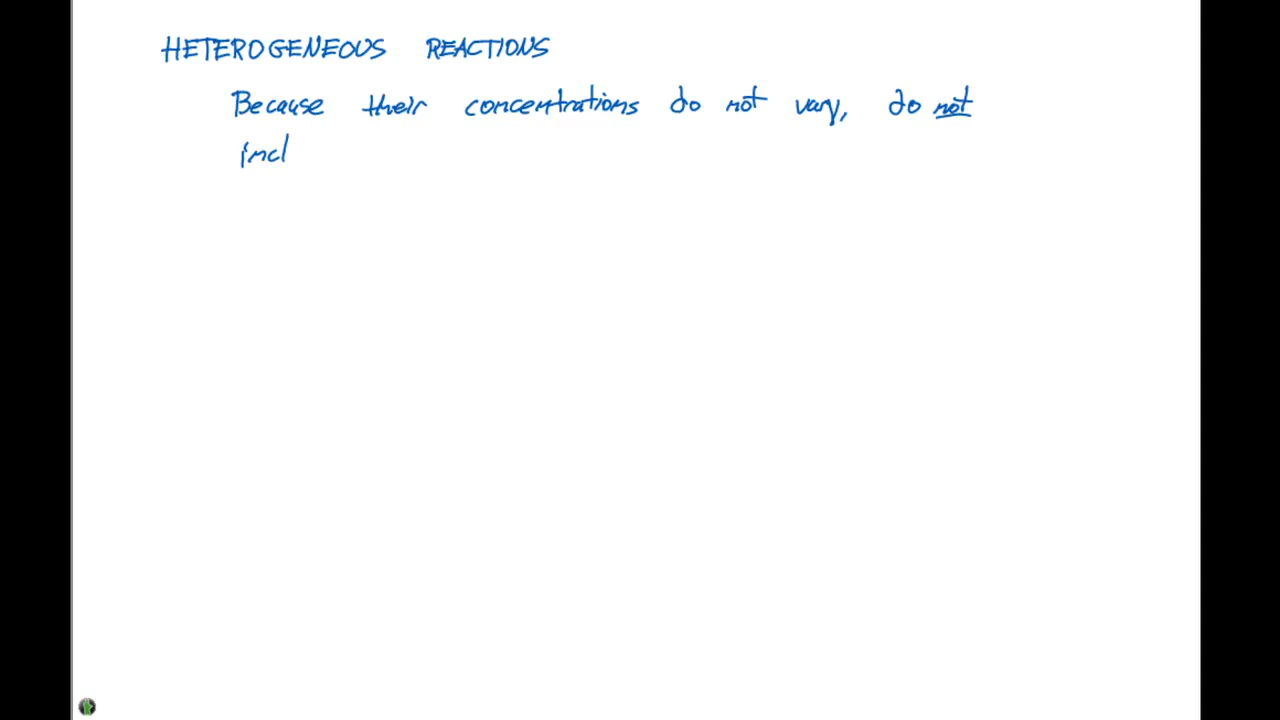 HETEROGENEOUS REACTIONS
Because their concentrations do not vary, do not
incl